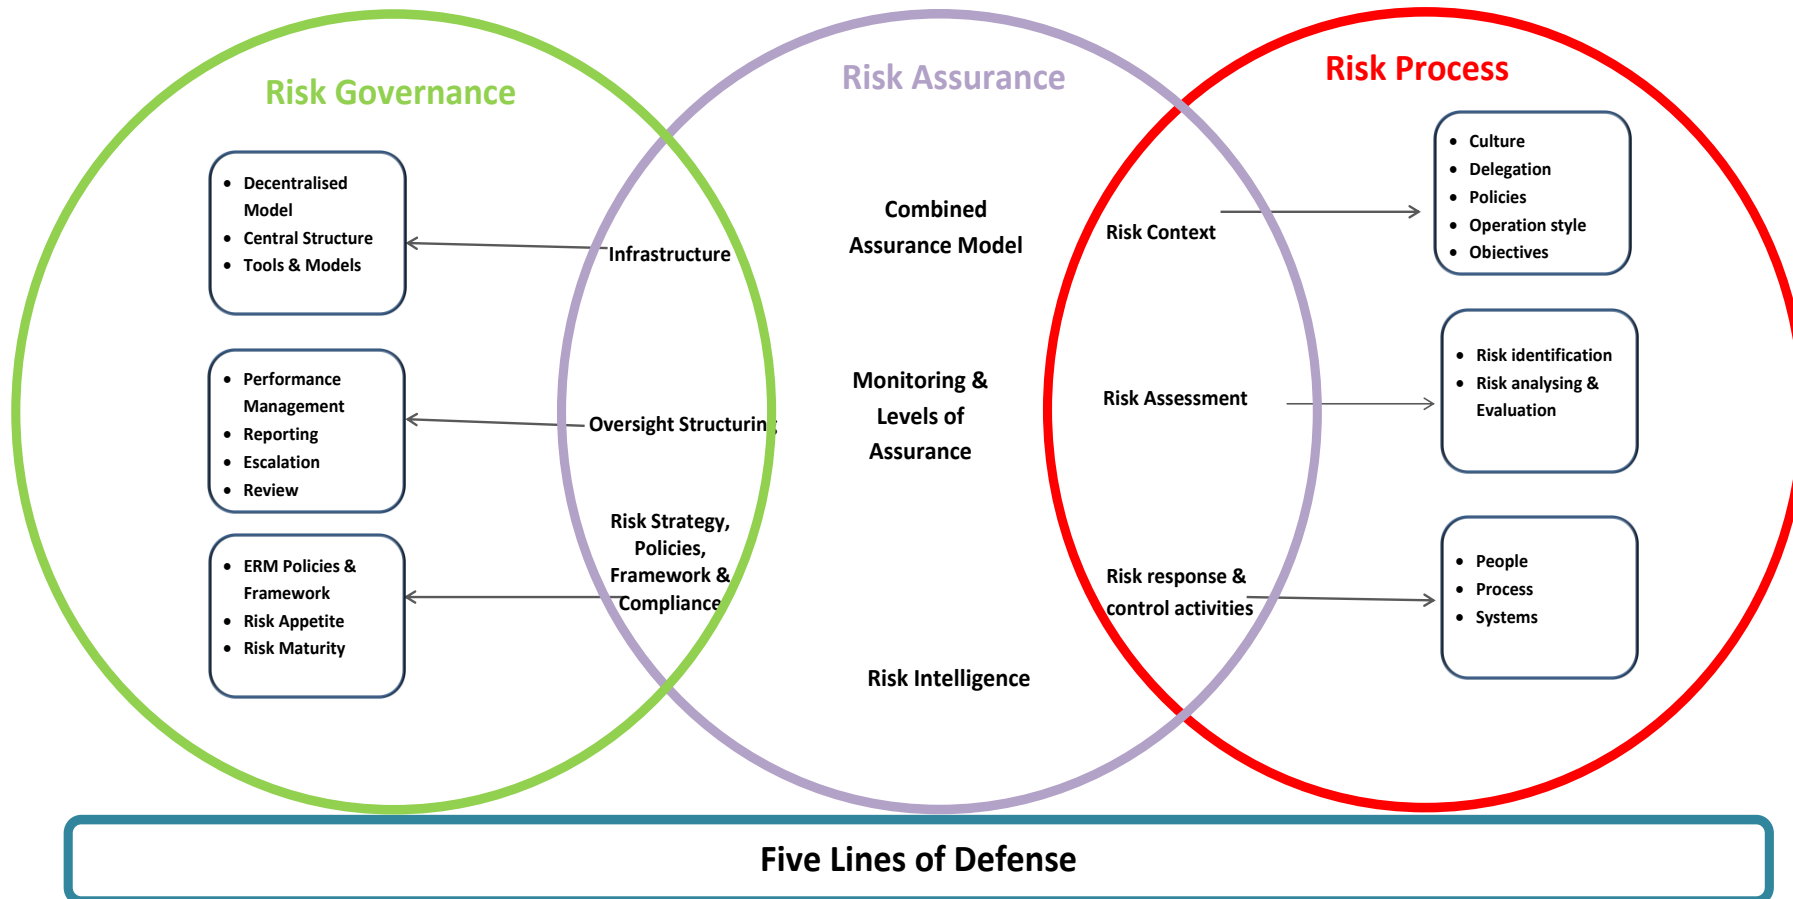 Risk Governance
Risk Assurance
Risk Process
• Decentralised
Model
• Central Structure
• Tools & Models
Infrastructure
• Performance
Management
• Reporting
• Escalation
• Review
Oversight Structuring
• ERM Policies &
Framework
• Risk Appetite
• Risk Maturity
Risk Strategy,
Policies,
Framework &
Compliance
Combined
Assurance Model
Monitoring &
Levels of
Assurance
Risk Intelligence
Risk Context
• Culture
• Delegation
• Policies
• Operation style
• Objectives
Risk Assessment
• Risk identification
• Risk analysing &
Evaluation
Risk response &
control activities
• People
• Process
• Systems
Five Lines of Defense